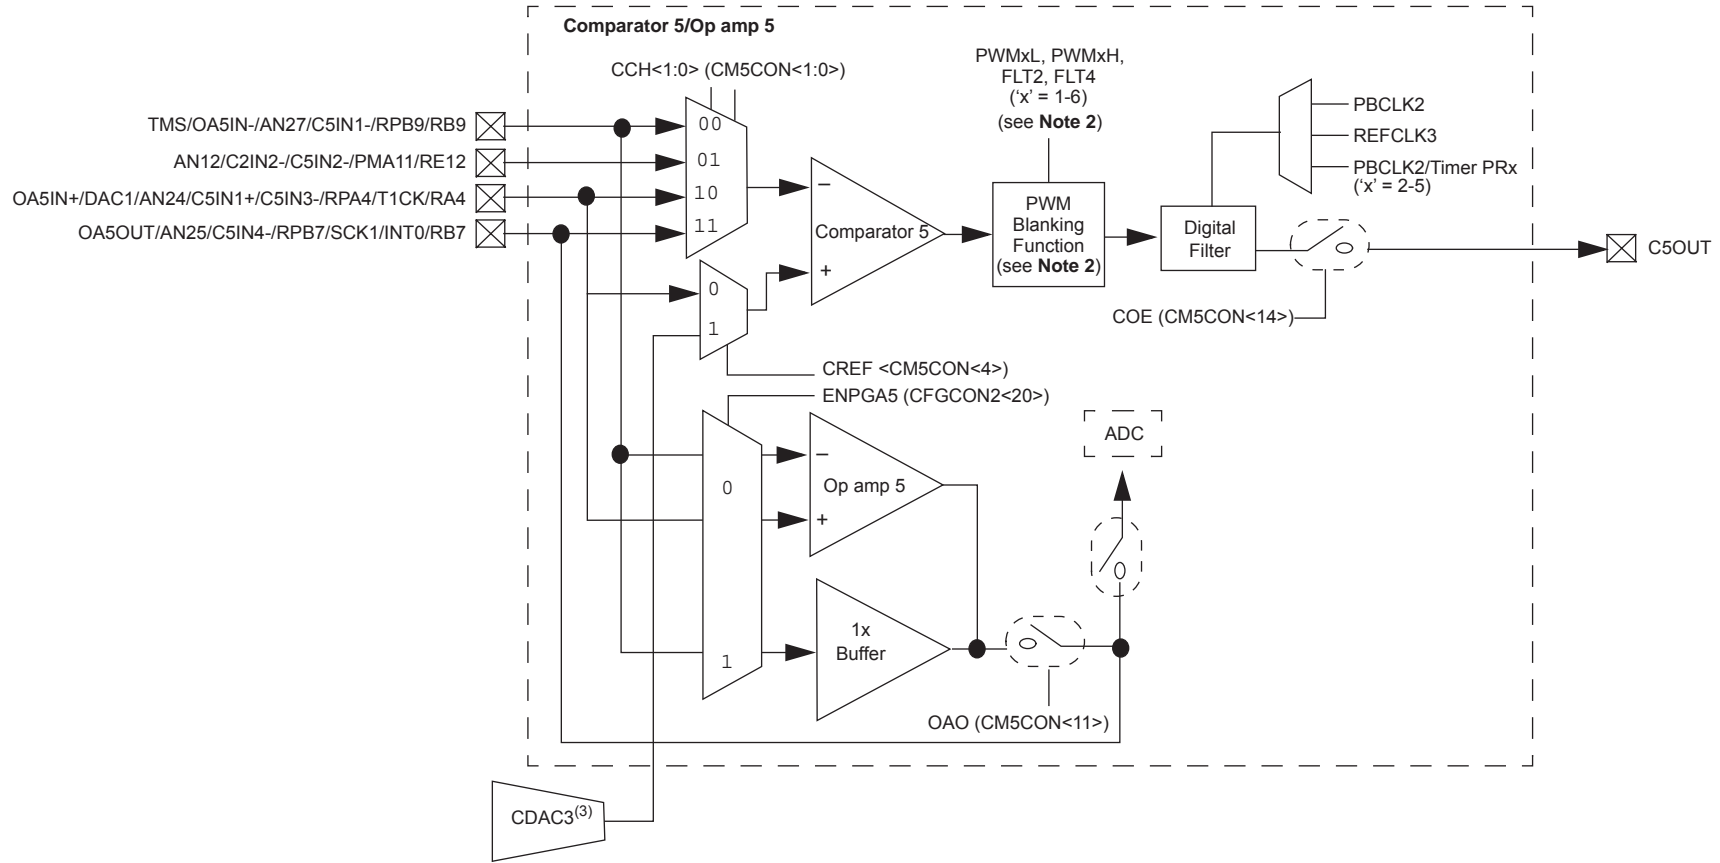 Comparator 5/Op amp 5
CCH<1:0> (CM5CON<1:0>)
PWMxL, PWMxH,
FLT2, FLT4
(‘x’ = 1-6)
(see Note 2)
PBCLK2
REFCLK3
PBCLK2/Timer PRx
(‘x’ = 2-5)
TMS/OA5IN-/AN27/C5IN1-/RPB9/RB9
AN12/C2IN2-/C5IN2-/PMA11/RE12
OA5IN+/DAC1/AN24/C5IN1+/C5IN3-/RPA4/T1CK/RA4
OA5OUT/AN25/C5IN4-/RPB7/SCK1/INT0/RB7
00
01
10
11
–
Comparator 5
+
PWM
Blanking
Function
(see Note 2)
Digital
Filter
C5OUT
COE (CM5CON<14>)
0
1
CREF <CM5CON<4>)
ENPGA5 (CFGCON2<20>)
ADC
0
1
–
Op amp 5
+
1x
Buffer
OAO (CM5CON<11>)
CDAC3(3)